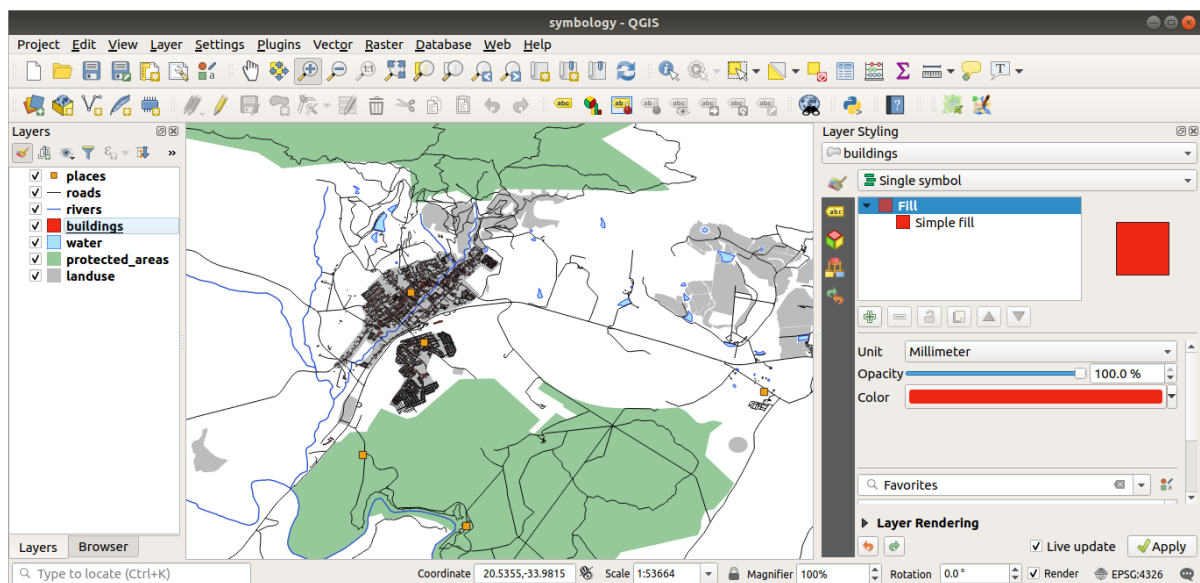 symbology - QGIS
Project Edit View Layer Settings Plugins Vector Raster Database Web Help
Layers
places
roads
rivers
buildings
water
protected_areas
landuse
Layers Browser
Layer Styling
buildings
Single symbol
Fill
Simple fill
Unit Millimeter
Opacity 100.0 %
Color
Favorites
Layer Rendering
Live update Apply
Type to locate (Ctrl+K) Coordinate 20.5355,-33.9815 Scale 1:53664 Magnifier 100% Rotation 0.0 ° Render EPSG:4326